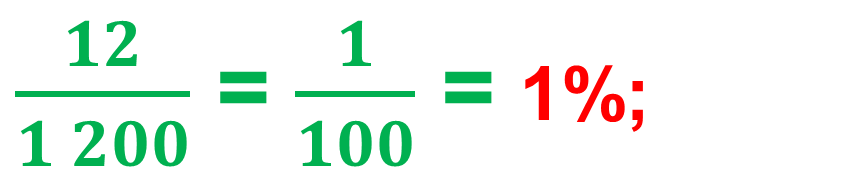 12/1 200 = 1/100 = 1%;